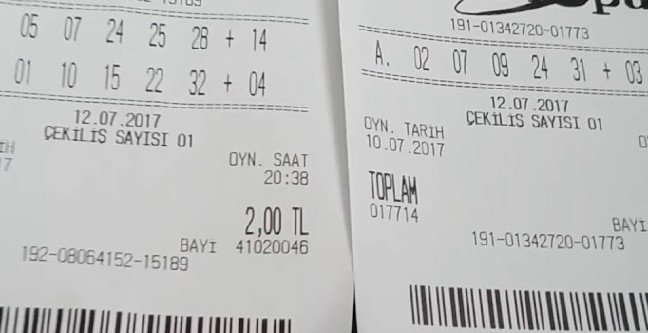 05 07 24 25 28 + 14
01 10 15 22 32 + 04
12.07.2017
ÇEKİLİŞ SAYISI 01
OYN. SAAT
20:38
2,00 TL
BAYİ 41020046
192-08064152-15189
191-01342720-01773
A. 02 07 09 24 31 + 03
12.07.2017
ÇEKİLİŞ SAYISI 01
OYN. TARİH
10.07.2017
TOPLAM
017714
BAYİ
191-01342720-01773